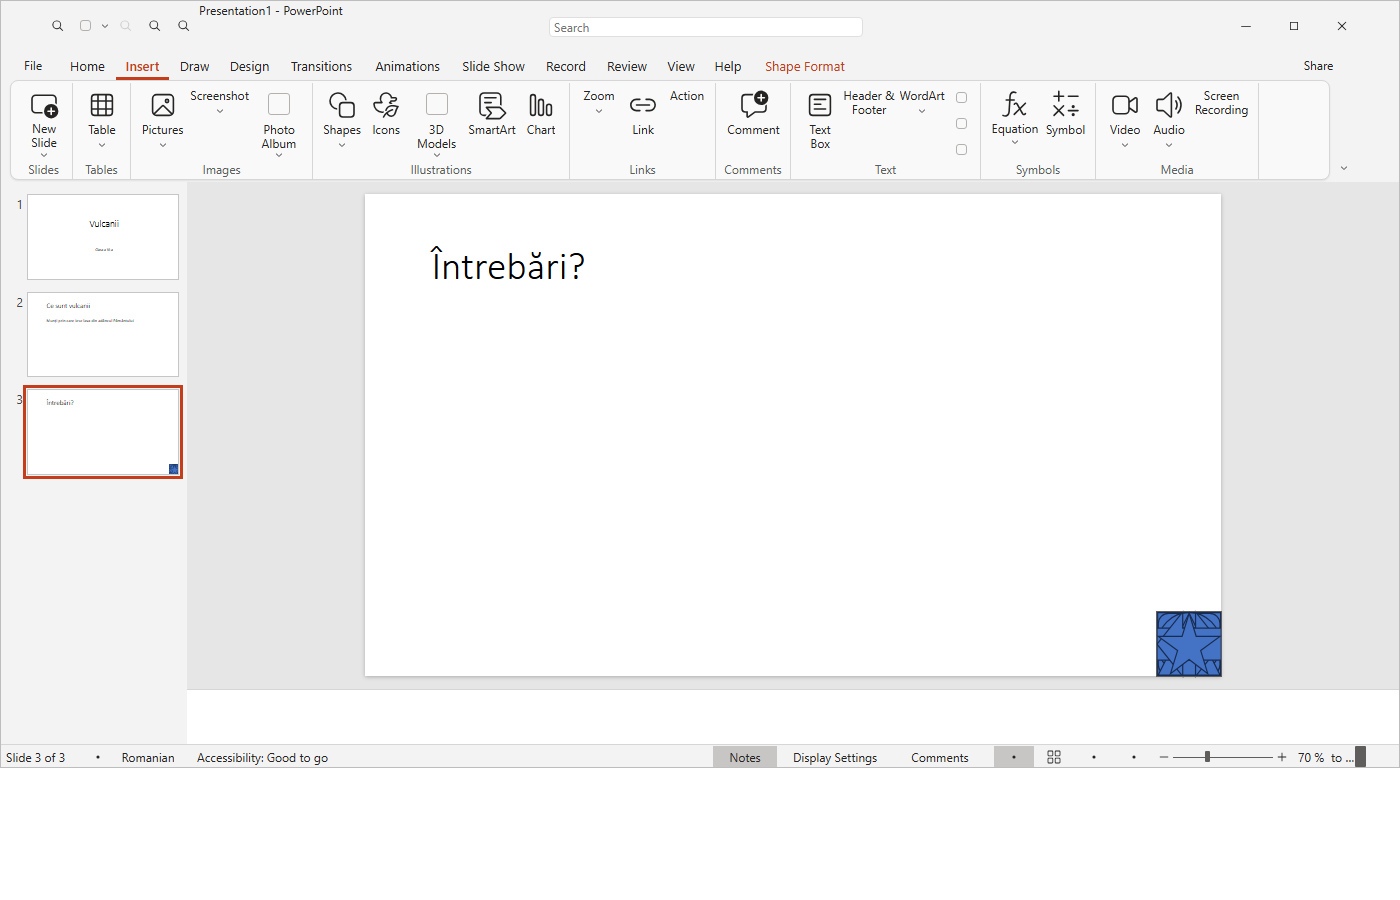 Presentation1 - PowerPoint
Search
File Home Insert Draw Design Transitions Animations Slide Show Record Review View Help Shape Format Share
New Slide
Slides
Table
Tables
Pictures
Screenshot
Photo Album
Images
Shapes
Icons
3D Models
SmartArt
Chart
Illustrations
Zoom
Link
Action
Links
Comment
Comments
Text Box
Header & Footer
WordArt
Text
Equation
Symbol
Symbols
Video
Audio
Screen Recording
Media
1
Vulcanii
2
Ce sunt vulcanii
3
Întrebări?
Întrebări?
Slide 3 of 3 Romanian Accessibility: Good to go Notes Display Settings Comments 70 % to ...